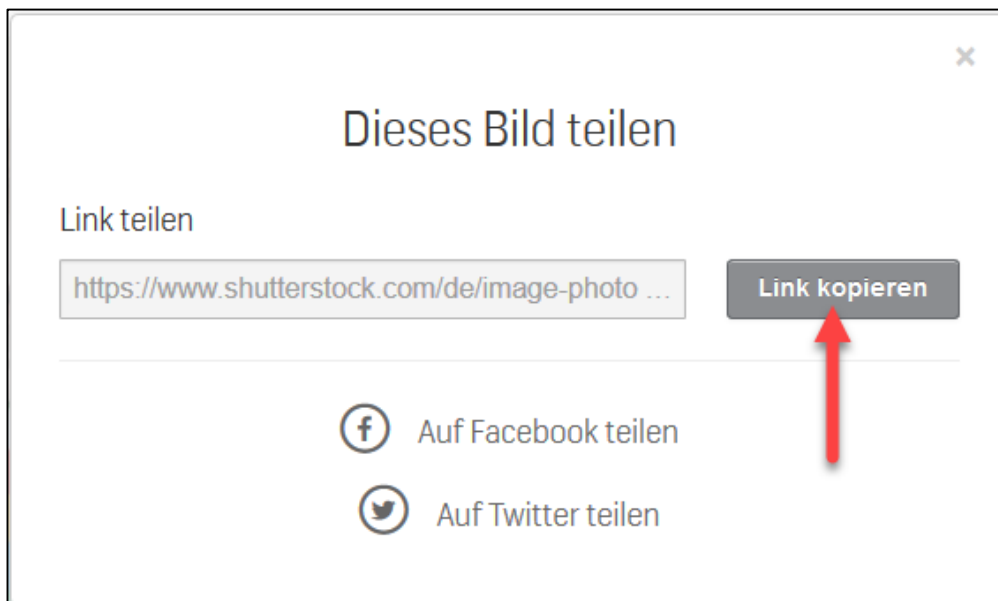 Dieses Bild teilen
Link teilen
https://www.shutterstock.com/de/image-photo ...
Link kopieren
Auf Facebook teilen
Auf Twitter teilen